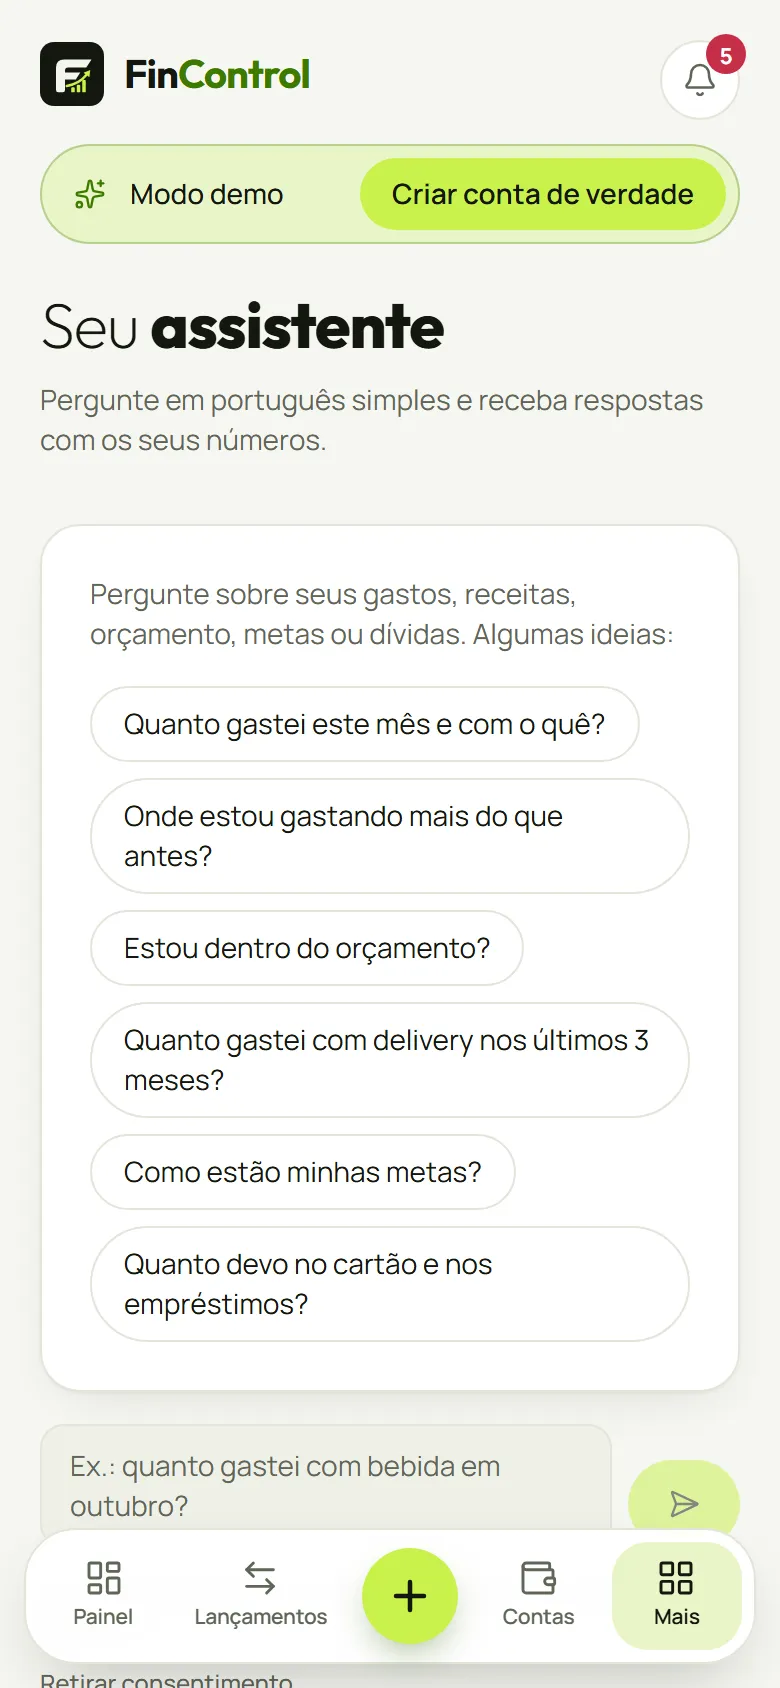 FinControl
5
Modo demo
Criar conta de verdade
Seu assistente
Pergunte em português simples e receba respostas
com os seus números.
Pergunte sobre seus gastos, receitas,
orçamento, metas ou dívidas. Algumas ideias:
Quanto gastei este mês e com o quê?
Onde estou gastando mais do que
antes?
Estou dentro do orçamento?
Quanto gastei com delivery nos últimos 3
meses?
Como estão minhas metas?
Quanto devo no cartão e nos
empréstimos?
Ex.: quanto gastei com bebida em
outubro?
Painel
Lançamentos
Contas
Mais
Retirar consentimento